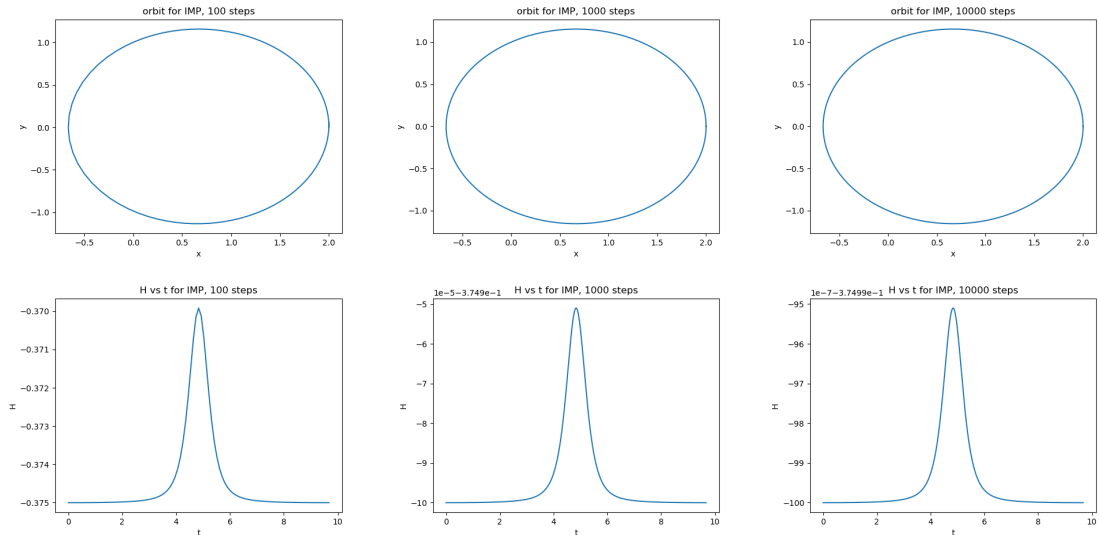 orbit for IMP, 100 steps
1.0
0.5
0.0
−0.5
−1.0
y
−0.5 0.0 0.5 1.0 1.5 2.0
x
orbit for IMP, 1000 steps
1.0
0.5
0.0
−0.5
−1.0
y
−0.5 0.0 0.5 1.0 1.5 2.0
x
orbit for IMP, 10000 steps
1.0
0.5
0.0
−0.5
−1.0
y
−0.5 0.0 0.5 1.0 1.5 2.0
x
H vs t for IMP, 100 steps
−0.370
−0.371
−0.372
−0.373
−0.374
−0.375
H
0 2 4 6 8 10
t
1e−5−3.749e−1
H vs t for IMP, 1000 steps
−5
−6
−7
−8
−9
−10
H
0 2 4 6 8 10
t
1e−7−3.7499e−1
H vs t for IMP, 10000 steps
−95
−96
−97
−98
−99
−100
H
0 2 4 6 8 10
t